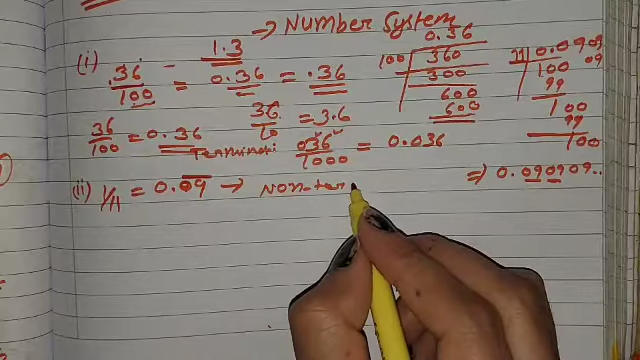 → Number System
1.3
(i) .36/100 = 0.36 = .36
0.36
100 360
300
600
600
11 0.0909
100 09
99
100
99
100
36/10 = 3.6
36/100 = 0.36
Terminati
036/1000 = 0.036
(ii) 1/11 = 0.09 → Non-ter
⇒ 0.090909..